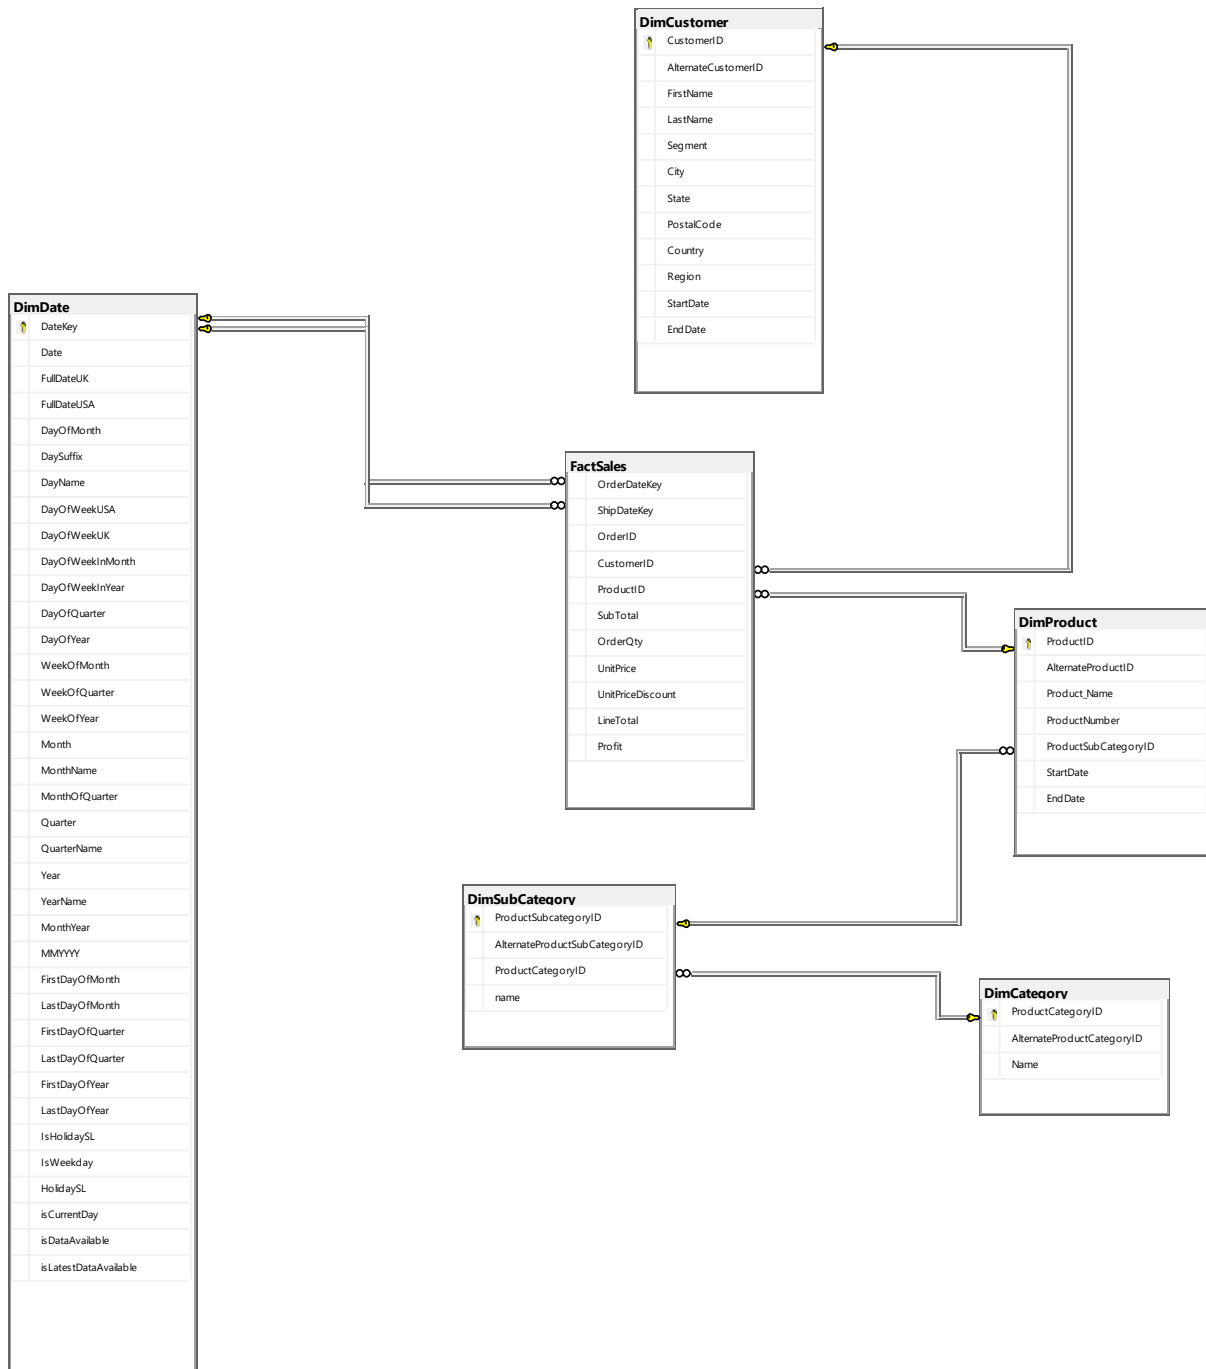 DimCustomer
CustomerID
AlternateCustomerID
FirstName
LastName
Segment
City
State
PostalCode
Country
Region
StartDate
EndDate
DimDate
DateKey
Date
FullDateUK
FullDateUSA
DayOfMonth
DaySuffix
DayName
DayOfWeekUSA
DayOfWeekUK
DayOfWeekInMonth
DayOfWeekInYear
DayOfQuarter
DayOfYear
WeekOfMonth
WeekOfQuarter
WeekOfYear
Month
MonthName
MonthOfQuarter
Quarter
QuarterName
Year
YearName
MonthYear
MMYYYY
FirstDayOfMonth
LastDayOfMonth
FirstDayOfQuarter
LastDayOfQuarter
FirstDayOfYear
LastDayOfYear
IsHolidaySL
IsWeekday
HolidaySL
isCurrentDay
isDataAvailable
isLatestDataAvailable
FactSales
OrderDateKey
ShipDateKey
OrderID
CustomerID
ProductID
SubTotal
OrderQty
UnitPrice
UnitPriceDiscount
LineTotal
Profit
DimProduct
ProductID
AlternateProductID
Product_Name
ProductNumber
ProductSubCategoryID
StartDate
EndDate
DimSubCategory
ProductSubcategoryID
AlternateProductSubCategoryID
ProductCategoryID
name
DimCategory
ProductCategoryID
AlternateProductCategoryID
Name